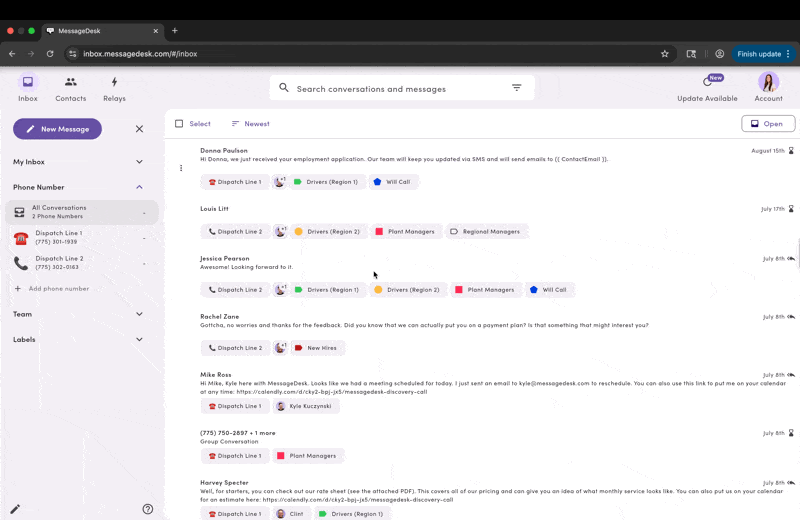 MessageDesk
inbox.messagedesk.com/#/inbox
Finish update
Inbox
Contacts
Relays
Search conversations and messages
New
Update Available
Account
New Message
Select
Newest
Open
My Inbox
Phone Number
All Conversations
2 Phone Numbers
Dispatch Line 1
(775) 301-1939
Dispatch Line 2
(775) 302-0163
Add phone number
Team
Labels
Donna Paulson
August 15th
Hi Donna, we just received your employment application. Our team will keep you updated via SMS and will send emails to {{ ContactEmail }}.
Dispatch Line 1
+1
Drivers (Region 1)
Will Call
Louis Litt
July 17th
Dispatch Line 2
+1
Drivers (Region 2)
Plant Managers
Regional Managers
Jessica Pearson
July 8th
Awesome! Looking forward to it.
Dispatch Line 2
+1
Drivers (Region 1)
Drivers (Region 2)
Plant Managers
Will Call
Rachel Zane
July 8th
Gottcha, no worries and thanks for the feedback. Did you know that we can actually put you on a payment plan? Is that something that might interest you?
Dispatch Line 2
+1
New Hires
Mike Ross
July 8th
Hi Mike, Kyle here with MessageDesk. Looks like we had a meeting scheduled for today. I just sent an email to kyle@messagedesk.com to reschedule. You can also use this link to put me on your calendar
at any time: https://calendly.com/d/cky2-bpj-jx5/messagedesk-discovery-call
Dispatch Line 1
Kyle Kuczynski
(775) 750-2897 + 1 more
July 8th
Group Conversation
Dispatch Line 1
Plant Managers
Harvey Specter
July 8th
Well, for starters, you can check out our rate sheet (see the attached PDF). This covers all of our pricing and can give you an idea of what monthly service looks like. You can also put us on your calendar
for an estimate here: https://calendly.com/d/cky2-bpj-jx5/messagedesk-discovery-call
Dispatch Line 1
Clint
Drivers (Region 1)